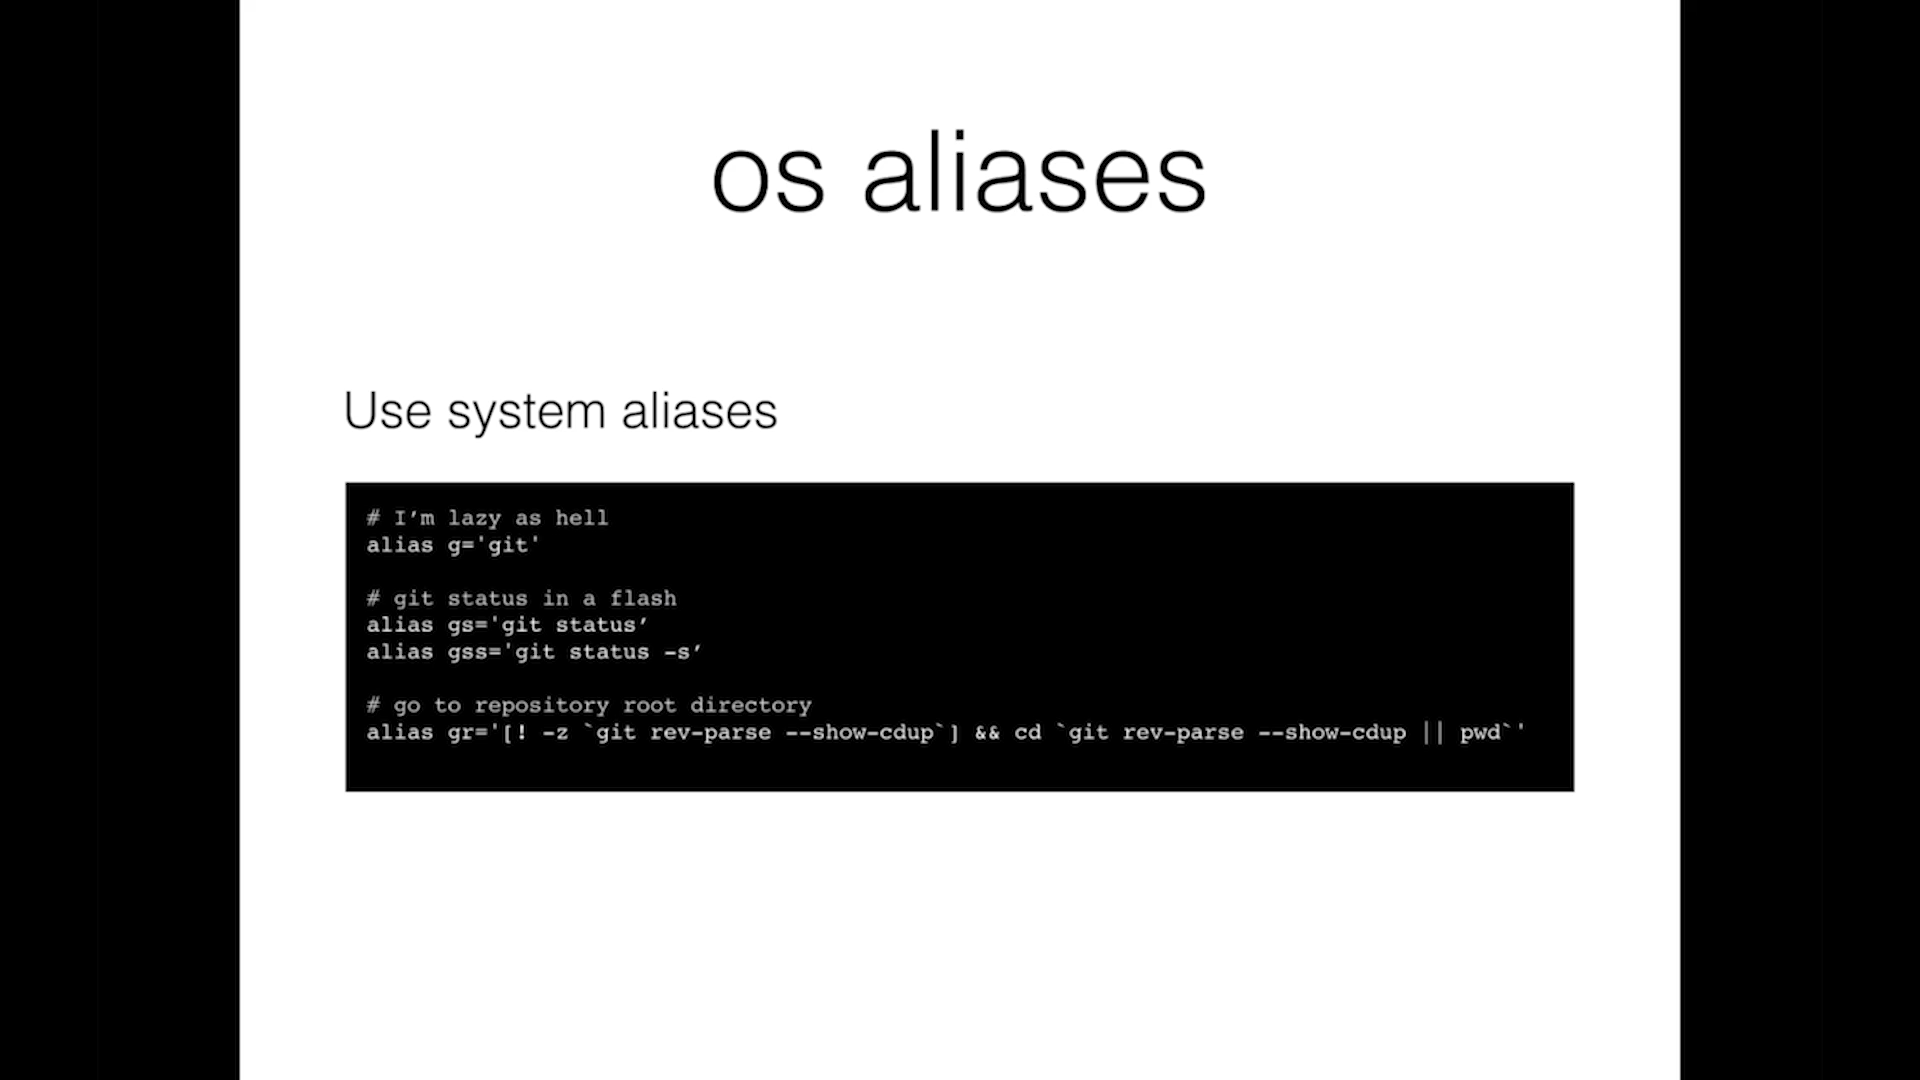 os aliases
Use system aliases
# I’m lazy as hell
alias g='git'
# git status in a flash
alias gs='git status’
alias gss='git status -s’
# go to repository root directory
alias gr='[! -z `git rev-parse --show-cdup`] && cd `git rev-parse --show-cdup || pwd`'